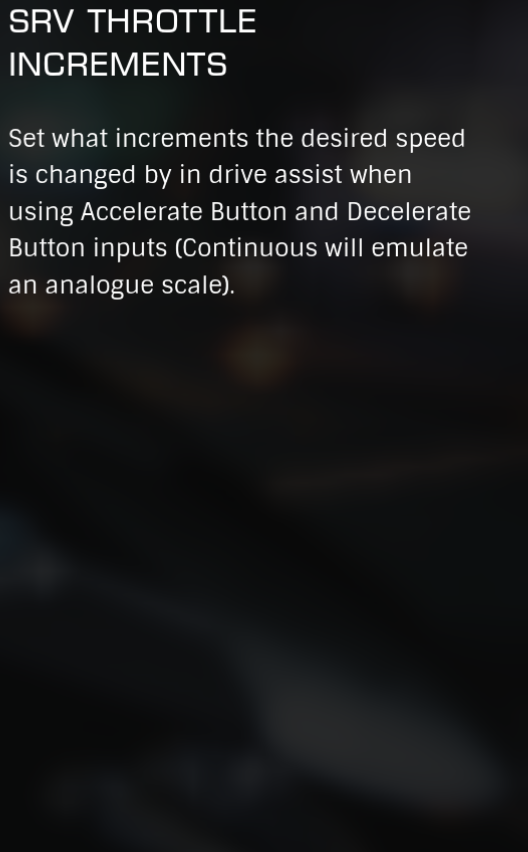 SRV THROTTLE
INCREMENTS
Set what increments the desired speed
is changed by in drive assist when
using Accelerate Button and Decelerate
Button inputs (Continuous will emulate
an analogue scale).